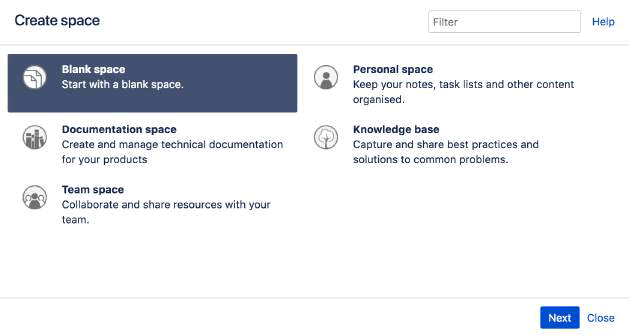 Create space
Filter
Help
Blank space
Start with a blank space.
Personal space
Keep your notes, task lists and other content
organised.
Documentation space
Create and manage technical documentation
for your products
Knowledge base
Capture and share best practices and
solutions to common problems.
Team space
Collaborate and share resources with your
team.
Next
Close